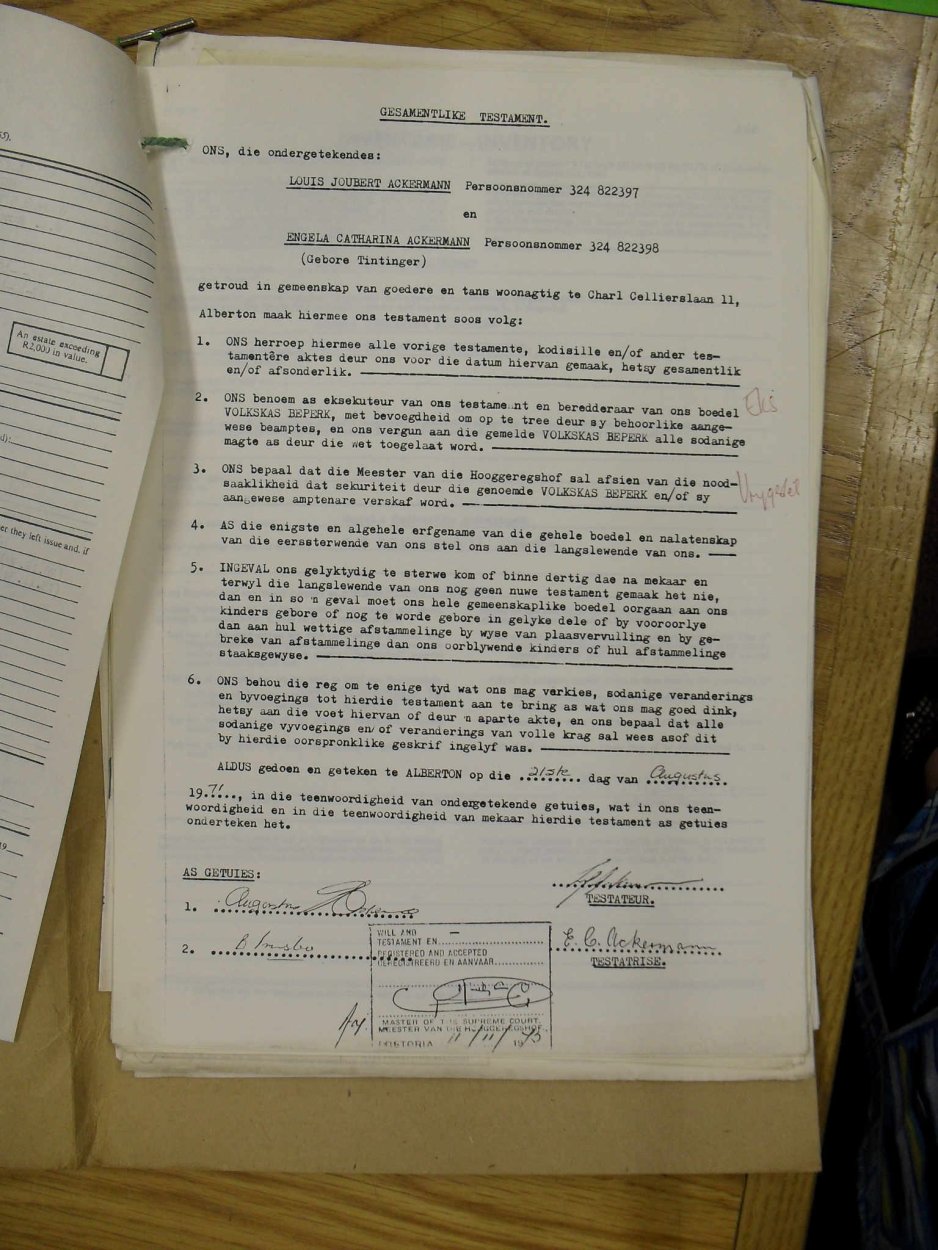 55).
An estate exceeding
R2,000 in value.
d):
er they left issue and, if
19
GESAMENTLIKE TESTAMENT.
ONS, die ondergetekendes:
LOUIS JOUBERT ACKERMANN Persoonsnommer 324 822397
en
ENGELA CATHARINA ACKERMANN Persoonsnommer 324 822398
(Gebore Tintinger)
getroud in gemeenskap van goedere en tans woonagtig te Charl Cellierslaan 11,
Alberton maak hiermee ons testament soos volg:
1. ONS herroep hiermee alle vorige testamente, kodisille en/of ander tes-
tamentêre aktes deur ons voor die datum hiervan gemaak, hetsy gesamentlik
en/of afsonderlik.
2. ONS benoem as eksekuteur van ons testament en beredderaar van ons boedel
VOLKSKAS BEPERK, met bevoegdheid om op te tree deur sy behoorlike aange-
wese beamptes, en ons vergun aan die gemelde VOLKSKAS BEPERK alle sodanige
magte as deur die wet toegelaat word.
Eks
3. ONS bepaal dat die Meester van die Hooggeregshof sal afsien van die nood-
saaklikheid dat sekuriteit deur die genoemde VOLKSKAS BEPERK en/of sy
aangewese amptenare verskaf word.
4. AS die enigste en algehele erfgename van die gehele boedel en nalatenskap
van die eerssterwende van ons stel ons aan die langslewende van ons.
5. INGEVAL ons gelyktydig te sterwe kom of binne dertig dae na mekaar en
terwyl die langslewende van ons nog geen nuwe testament gemaak het nie,
dan en in so 'n geval moet ons hele gemeenskaplike boedel oorgaan aan ons
kinders gebore of nog te worde gebore in gelyke dele of by vooroorlye
dan aan hul wettige afstammelinge by wyse van plaasvervulling en by ge-
breke van afstammelinge dan ons oorblywende kinders of hul afstammelinge
staaksgewyse.
6. ONS behou die reg om te enige tyd wat ons mag verkies, sodanige veranderings
en byvoegings tot hierdie testament aan te bring as wat ons mag goed dink,
hetsy aan die voet hiervan of deur 'n aparte akte, en ons bepaal dat alle
sodanige vyvoegings en/of veranderings van volle krag sal wees asof dit
by hierdie oorspronklike geskrif ingelyf was.
ALDUS gedoen en geteken te ALBERTON op die 21ste dag van Augustus
1971, in die teenwoordigheid van ondergetekende getuies, wat in ons teen-
woordigheid en in die teenwoordigheid van mekaar hierdie testament as getuies
onderteken het.
AS GETUIES:
1.
TESTATEUR.
2.
E. C. Ackermann
TESTATRISE.
WILL AND
TESTAMENT EN
REGISTERED AND ACCEPTED
GEREGISTREERD EN AANVAAR
MASTER OF THE SUPREME COURT.
MEESTER VAN DIE HOOGGEREGSHOF.
PRETORIA 11/11/1975